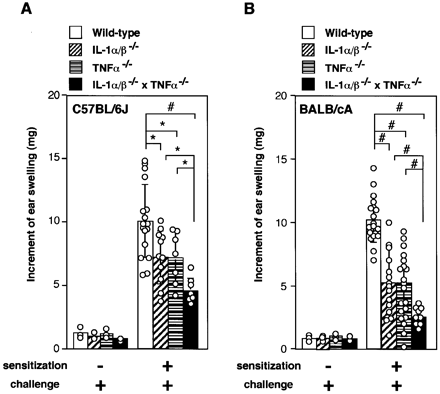 A
Wild-type
IL-1α/β-/-
TNFα-/-
IL-1α/β-/- x TNFα-/-
C57BL/6J
#
*
*
*
*
Increment of ear swelling (mg)
20
15
10
5
0
sensitization - +
challenge + +
B
Wild-type
IL-1α/β-/-
TNFα-/-
IL-1α/β-/- x TNFα-/-
BALB/cA
#
#
#
#
#
Increment of ear swelling (mg)
20
15
10
5
0
sensitization - +
challenge + +